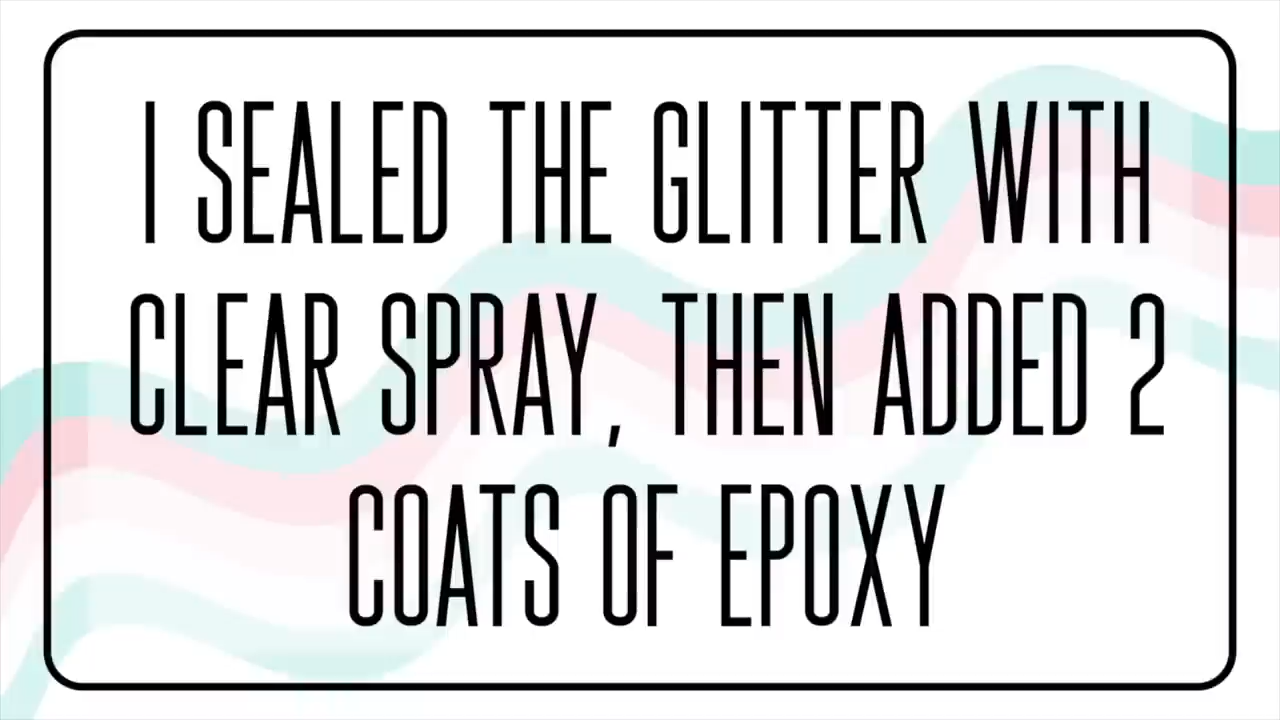 I SEALED THE GLITTER WITH
CLEAR SPRAY, THEN ADDED 2
COATS OF EPOXY